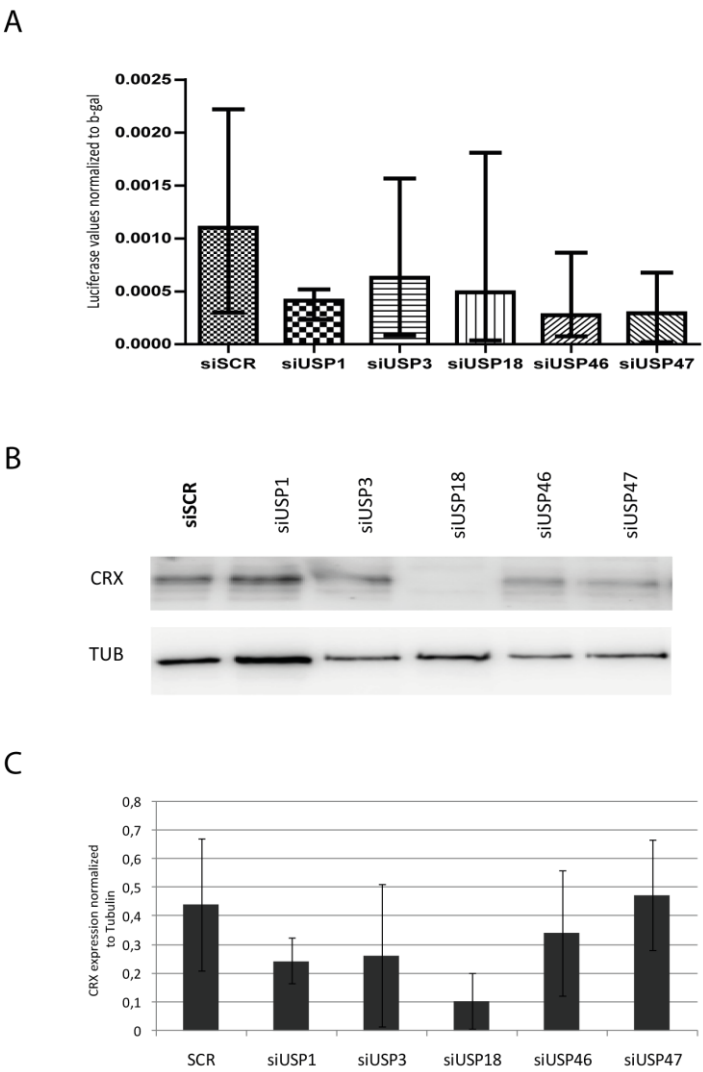 A
Luciferase values normalized to b-gal
0.0025
0.0020
0.0015
0.0010
0.0005
0.0000
siSCR siUSP1 siUSP3 siUSP18 siUSP46 siUSP47
B
siSCR siUSP1 siUSP3 siUSP18 siUSP46 siUSP47
CRX
TUB
C
CRX expression normalized
to Tubulin
0,8
0,7
0,6
0,5
0,4
0,3
0,2
0,1
0
SCR siUSP1 siUSP3 siUSP18 siUSP46 siUSP47